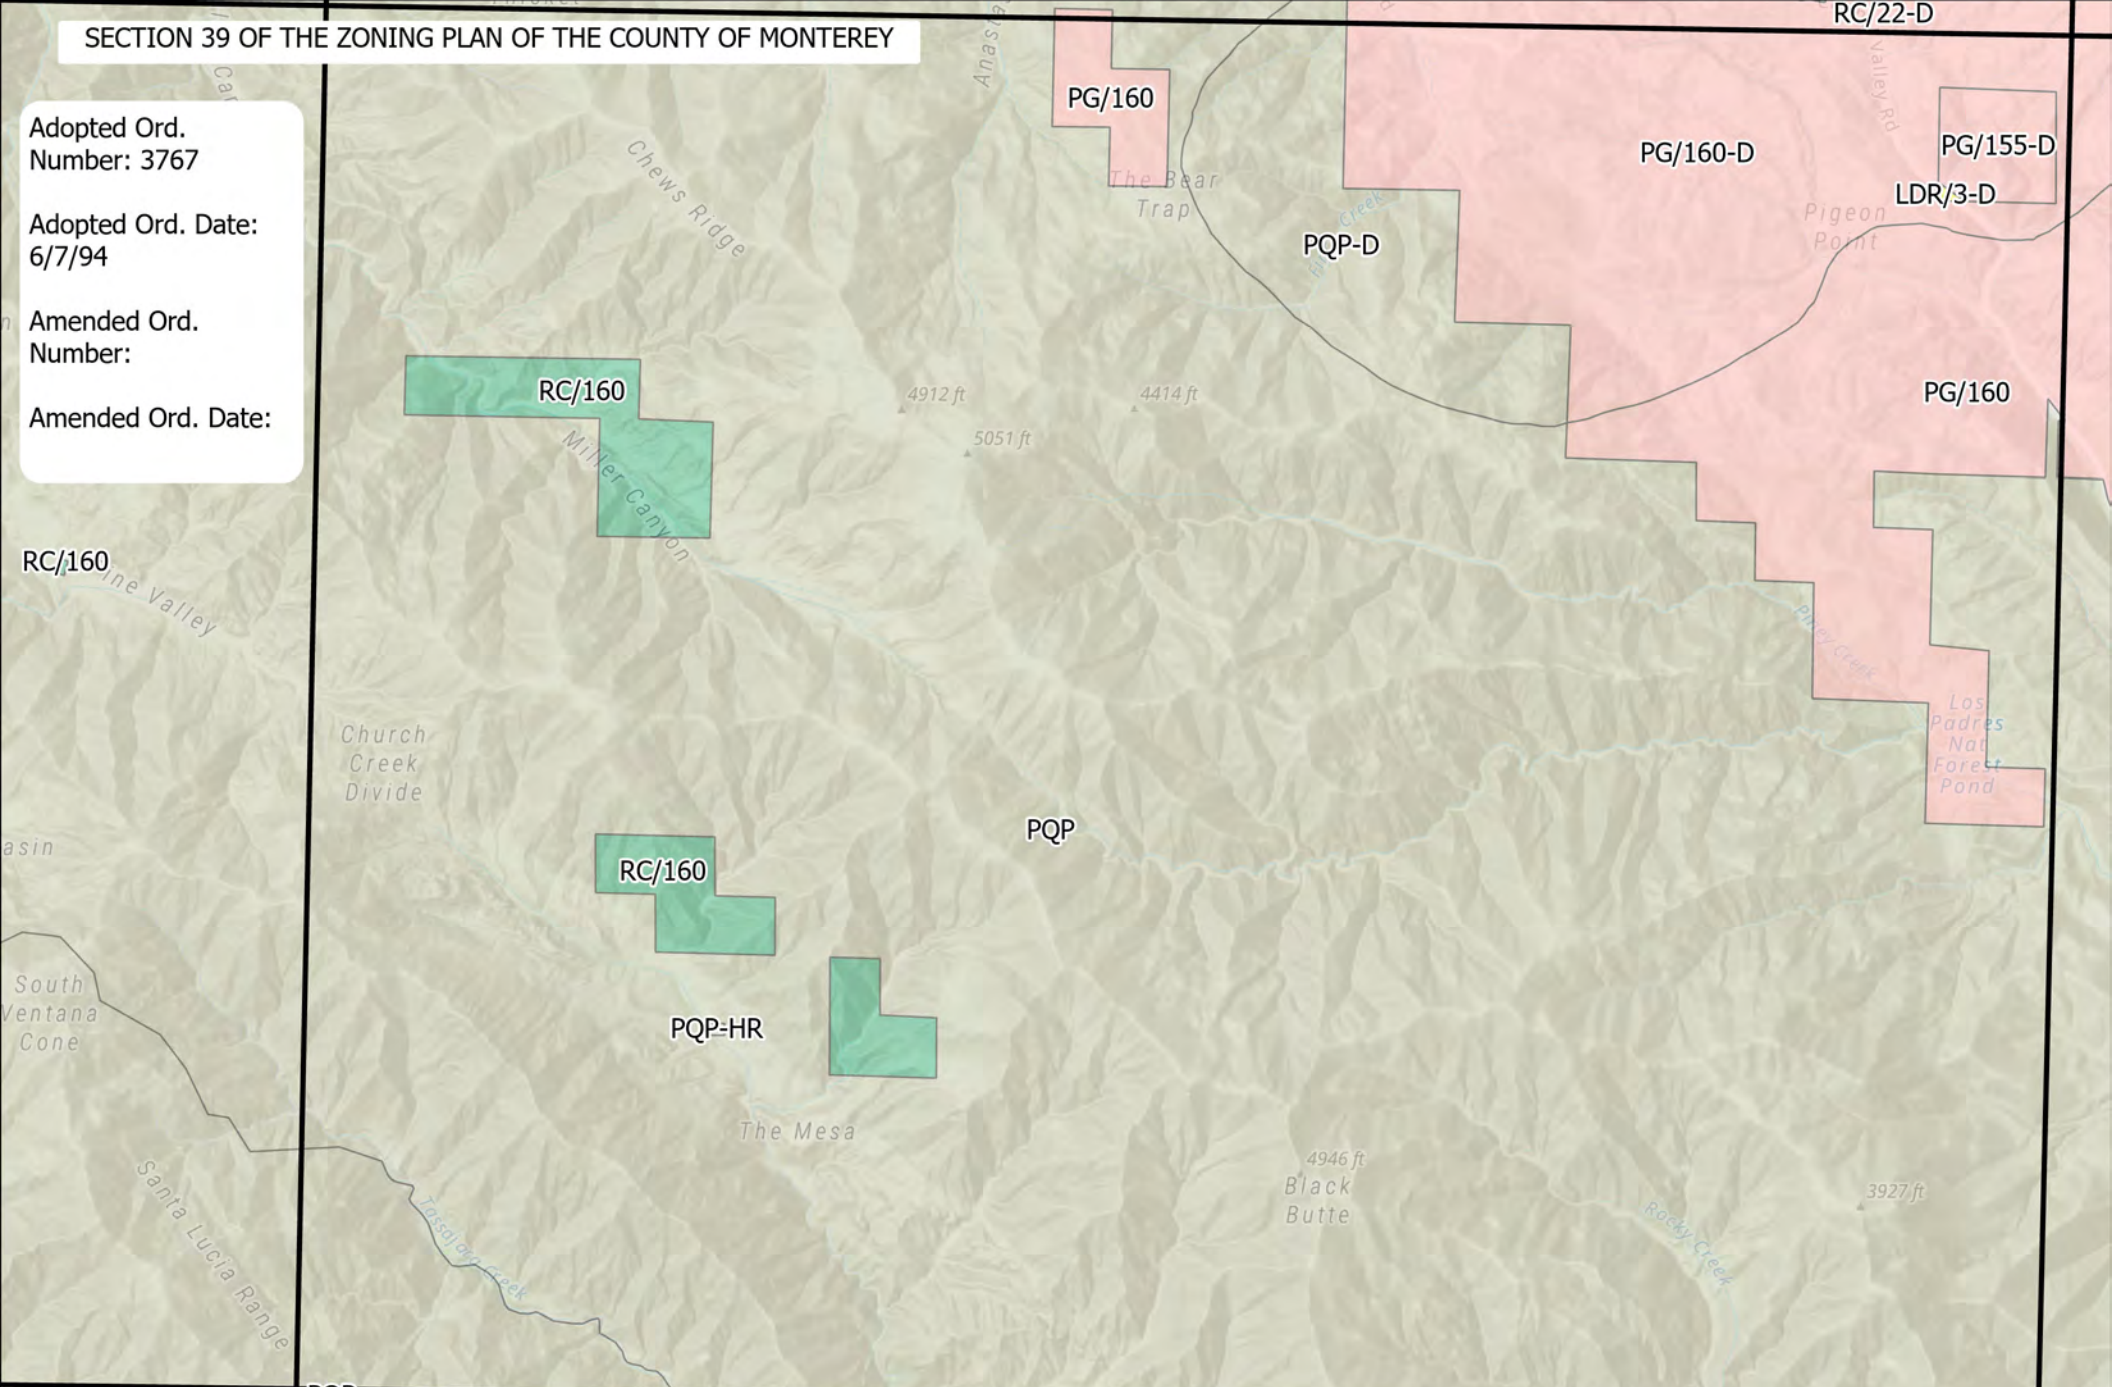 RC/22-D
SECTION 39 OF THE ZONING PLAN OF THE COUNTY OF MONTEREY
Adopted Ord.
Number: 3767
Adopted Ord. Date:
6/7/94
Amended Ord.
Number:
Amended Ord. Date:
PG/160
PG/160-D
Valley Rd
PG/155-D
LDR/3-D
Chews Ridge
The Bear
Trap
Creek
PQP-D
Pigeon
Point
RC/160
4912 ft
4414 ft
PG/160
5051 ft
Miller Canyon
RC/160
Piney Creek
Church
Creek
Divide
Los
Padres
Nat
Forest
Pond
PQP
RC/160
South
Ventana
Cone
PQP-HR
The Mesa
4946 ft
Black
Butte
3927 ft
Santa Lucia Range
Tassajara Creek
Rocky Creek